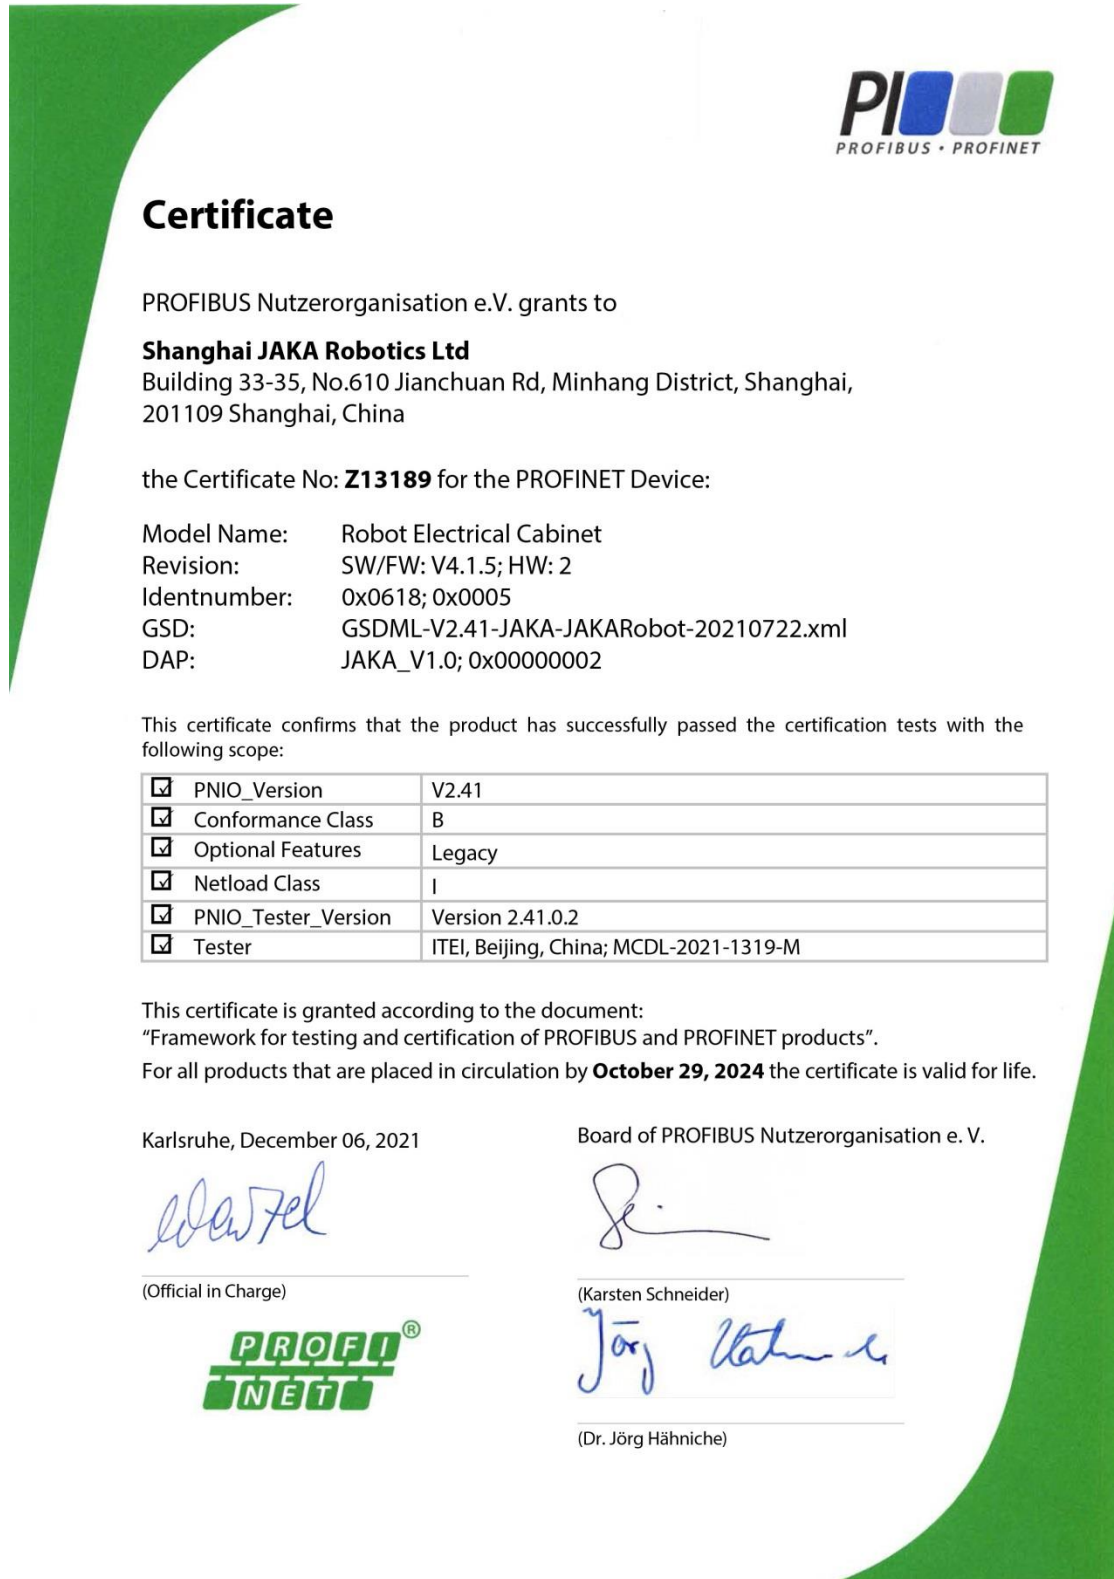 PI
PROFIBUS • PROFINET
Certificate
PROFIBUS Nutzerorganisation e.V. grants to
Shanghai JAKA Robotics Ltd
Building 33-35, No.610 Jianchuan Rd, Minhang District, Shanghai,
201109 Shanghai, China
the Certificate No: Z13189 for the PROFINET Device:
Model Name: Robot Electrical Cabinet
Revision: SW/FW: V4.1.5; HW: 2
Identnumber: 0x0618; 0x0005
GSD: GSDML-V2.41-JAKA-JAKARobot-20210722.xml
DAP: JAKA_V1.0; 0x00000002
This certificate confirms that the product has successfully passed the certification tests with the
following scope:
☑ PNIO_Version V2.41
☑ Conformance Class B
☑ Optional Features Legacy
☑ Netload Class I
☑ PNIO_Tester_Version Version 2.41.0.2
☑ Tester ITEI, Beijing, China; MCDL-2021-1319-M
This certificate is granted according to the document:
“Framework for testing and certification of PROFIBUS and PROFINET products”.
For all products that are placed in circulation by October 29, 2024 the certificate is valid for life.
Karlsruhe, December 06, 2021
Board of PROFIBUS Nutzerorganisation e. V.
(Official in Charge)
(Karsten Schneider)
Jörg
(Dr. Jörg Hähniche)
PROFI®
NET